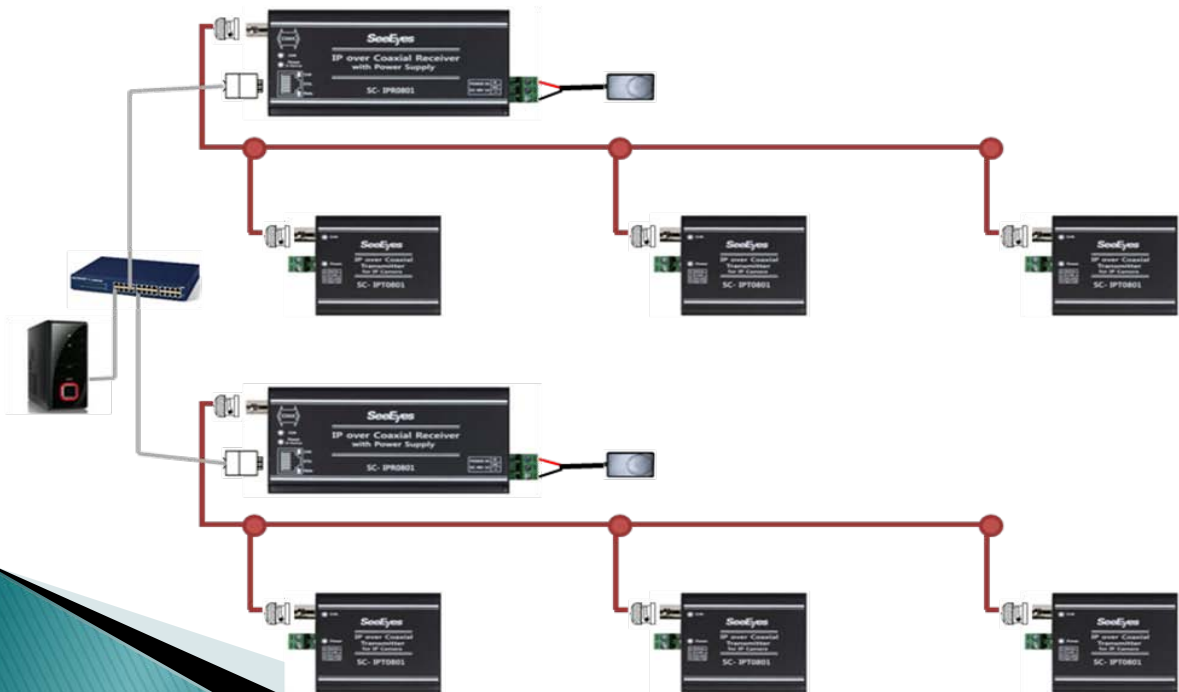 SeeEyes
IP over Coaxial Receiver
with Power Supply
SC- IPR0801
SeeEyes
IP over Coaxial
Transmitter
for IP Camera
SC- IPT0801
SeeEyes
IP over Coaxial
Transmitter
for IP Camera
SC- IPT0801
SeeEyes
IP over Coaxial
Transmitter
for IP Camera
SC- IPT0801
SeeEyes
IP over Coaxial Receiver
with Power Supply
SC- IPR0801
SeeEyes
IP over Coaxial
Transmitter
for IP Camera
SC- IPT0801
SeeEyes
IP over Coaxial
Transmitter
for IP Camera
SC- IPT0801
SeeEyes
IP over Coaxial
Transmitter
for IP Camera
SC- IPT0801